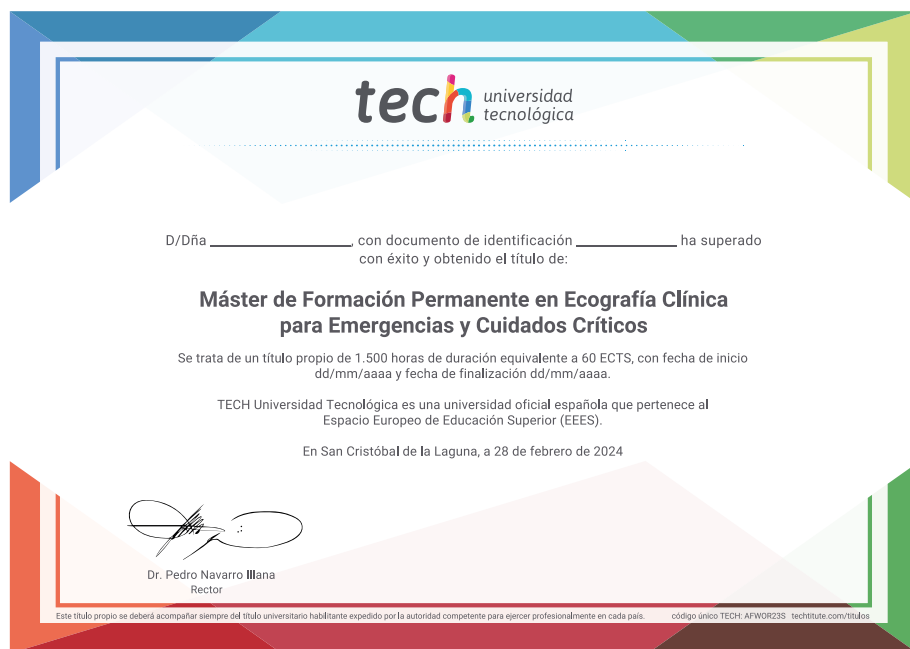 tech universidad
tecnológica
D/Dña ______________, con documento de identificación __________ ha superado
con éxito y obtenido el título de:
Máster de Formación Permanente en Ecografía Clínica
para Emergencias y Cuidados Críticos
Se trata de un título propio de 1.500 horas de duración equivalente a 60 ECTS, con fecha de inicio
dd/mm/aaaa y fecha de finalización dd/mm/aaaa.
TECH Universidad Tecnológica es una universidad oficial española que pertenece al
Espacio Europeo de Educación Superior (EEES).
En San Cristóbal de la Laguna, a 28 de febrero de 2024
Dr. Pedro Navarro Illana
Rector
Este título propio se deberá acompañar siempre del título universitario habilitante expedido por la autoridad competente para ejercer profesionalmente en cada país. código único TECH: AFWOR23S techtitute.com/titulos